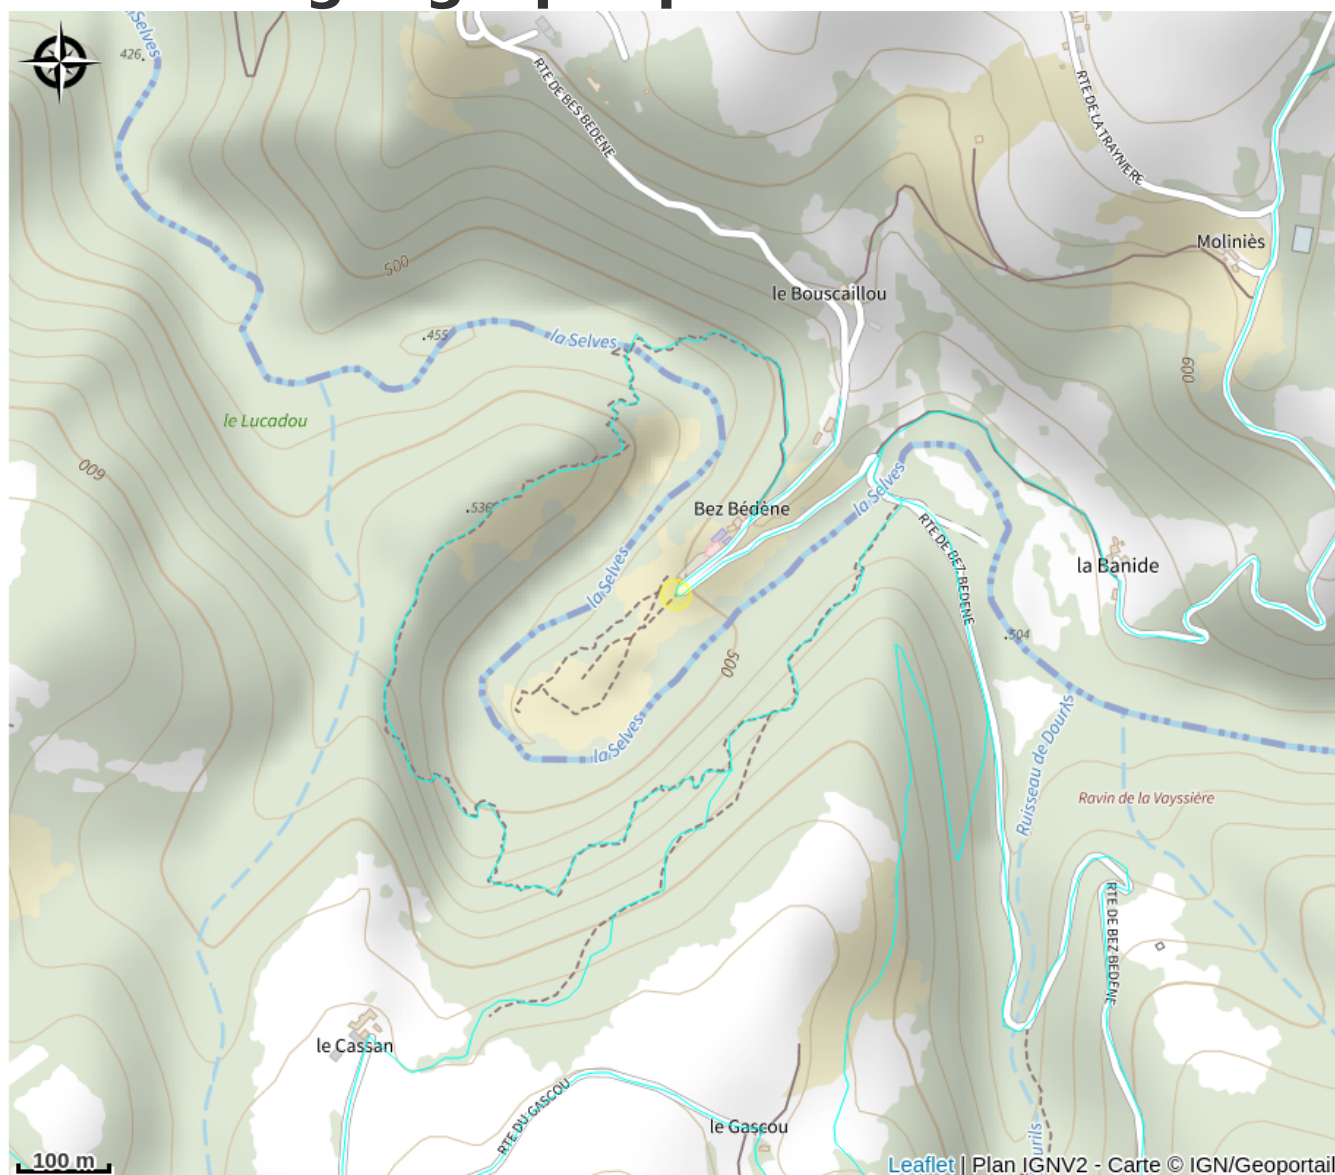 la Selves
426
RTE DE BES BEDENE
RTE DE LA TRAYNIERE
Moliniès
500
le Bouscaillou
455
la Selves
600
le Lucadou
600
536
Bez Bédène
la Selves
RTE DE BEZ BEDENE
la Banide
la Selves
504
500
la Selves
Ruisseau de Dourils
Ravin de la Vayssière
RTE DE BEZ BEDENE
le Cassan
RTE DU GASCOU
le Gascou
100 m
Leaflet | Plan IGNV2 - Carte © IGN/Geoportail